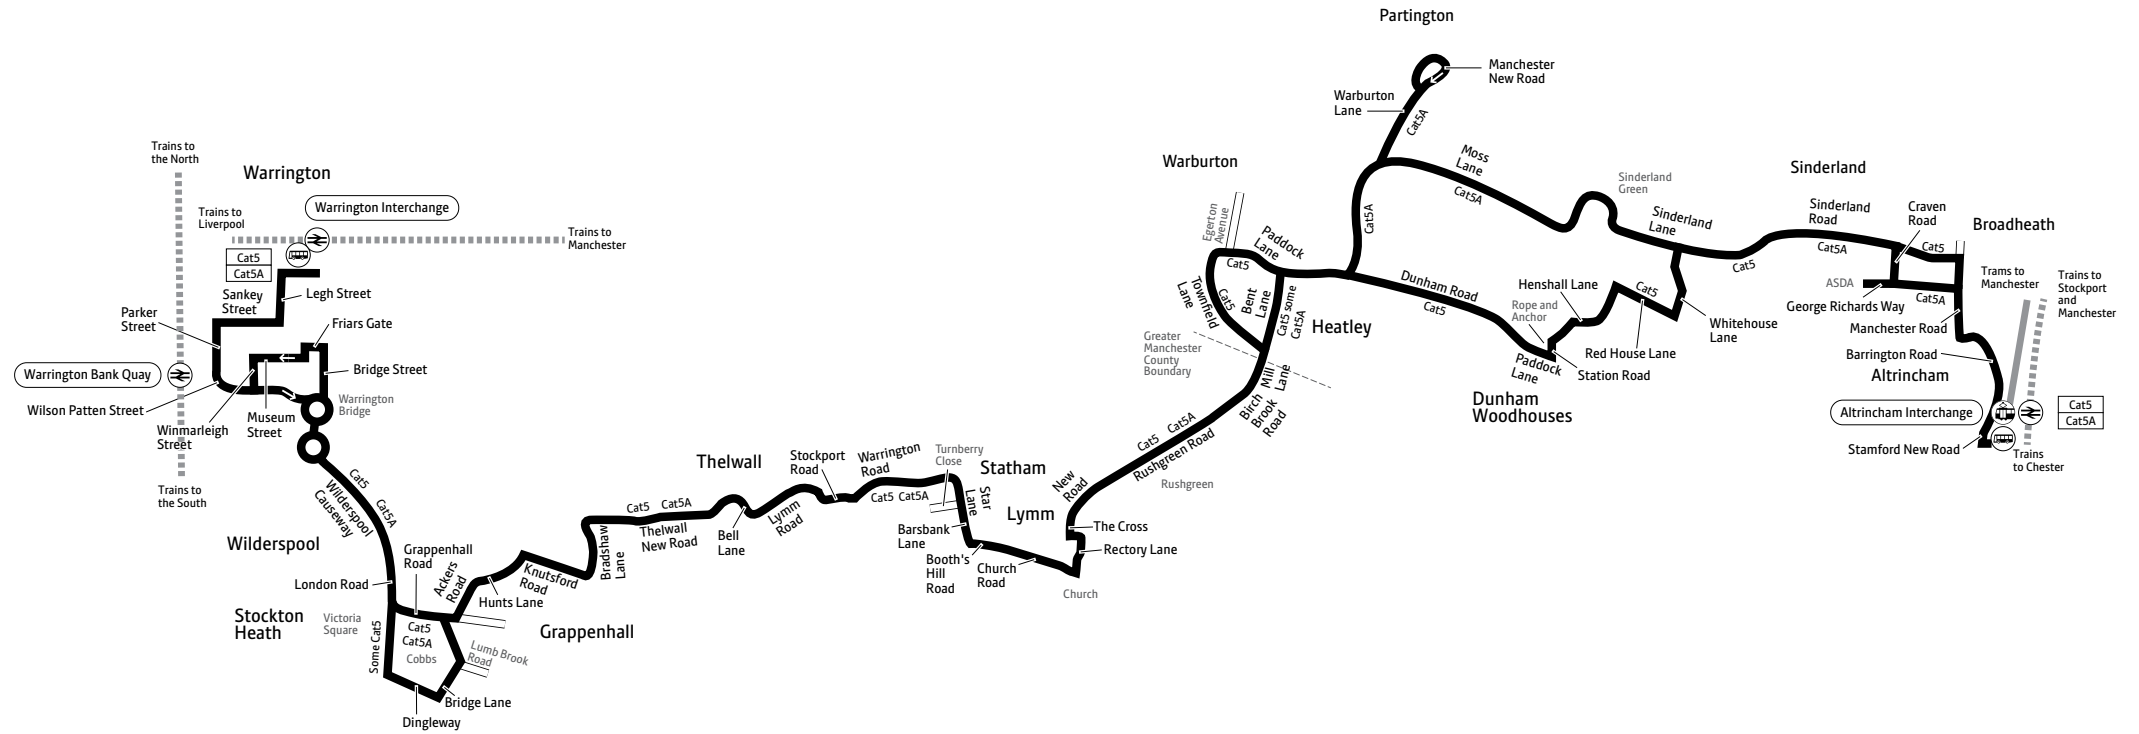 Trains to
the North
Warrington
Warrington Interchange
Trains to
Liverpool
Trains to
Manchester
Cat5
Cat5A
Sankey
Street
Legh Street
Parker
Street
Friars Gate
Warrington Bank Quay
Bridge Street
Wilson Patten Street
Warrington
Bridge
Museum
Street
Winmarleigh
Street
Trains to
the South
Cat5
Cat5A
Wilderspool
Causeway
Wilderspool
London Road
Grappenhall
Road
Ackers
Road
Hunts Lane
Knutsford
Road
Stockton
Heath
Victoria
Square
Some Cat5
Cat5
Cat5A
Cobbs
Lumb Brook
Road
Grappenhall
Bridge Lane
Dingleway
Bradshaw
Lane
Cat5
Cat5A
Thelwall
New Road
Thelwall
Bell
Lane
Lymm
Road
Stockport
Road
Warrington
Road
Cat5 Cat5A
Turnberry
Close
Statham
Star
Lane
Barsbank
Lane
Booth's
Hill
Road
Church
Road
Church
Lymm
New
Road
The Cross
Rectory Lane
Cat5
Cat5A
Rushgreen Road
Rushgreen
Birch
Brook
Road
Mill
Lane
Greater
Manchester
County
Boundary
Heatley
Warburton
Egerton
Avenue
Cat5
Paddock
Lane
Townfield
Lane
Cat5
Bent
Lane
Cat5 some
Cat5A
Partington
Manchester
New Road
Warburton
Lane
Cat5A
Cat5A
Moss
Lane
Cat5A
Dunham Road
Cat5
Rope and
Anchor
Henshall Lane
Paddock
Lane
Station Road
Dunham
Woodhouses
Cat5
Red House Lane
Whitehouse
Lane
Sinderland
Green
Sinderland
Lane
Cat5
Sinderland
Sinderland
Road
Cat5A
Craven
Road
Cat5
Broadheath
ASDA
George Richards Way
Cat5A
Manchester Road
Barrington Road
Altrincham
Altrincham Interchange
Stamford New Road
Trams to
Manchester
Trains to
Stockport
and
Manchester
Cat5
Cat5A
Trains
to Chester